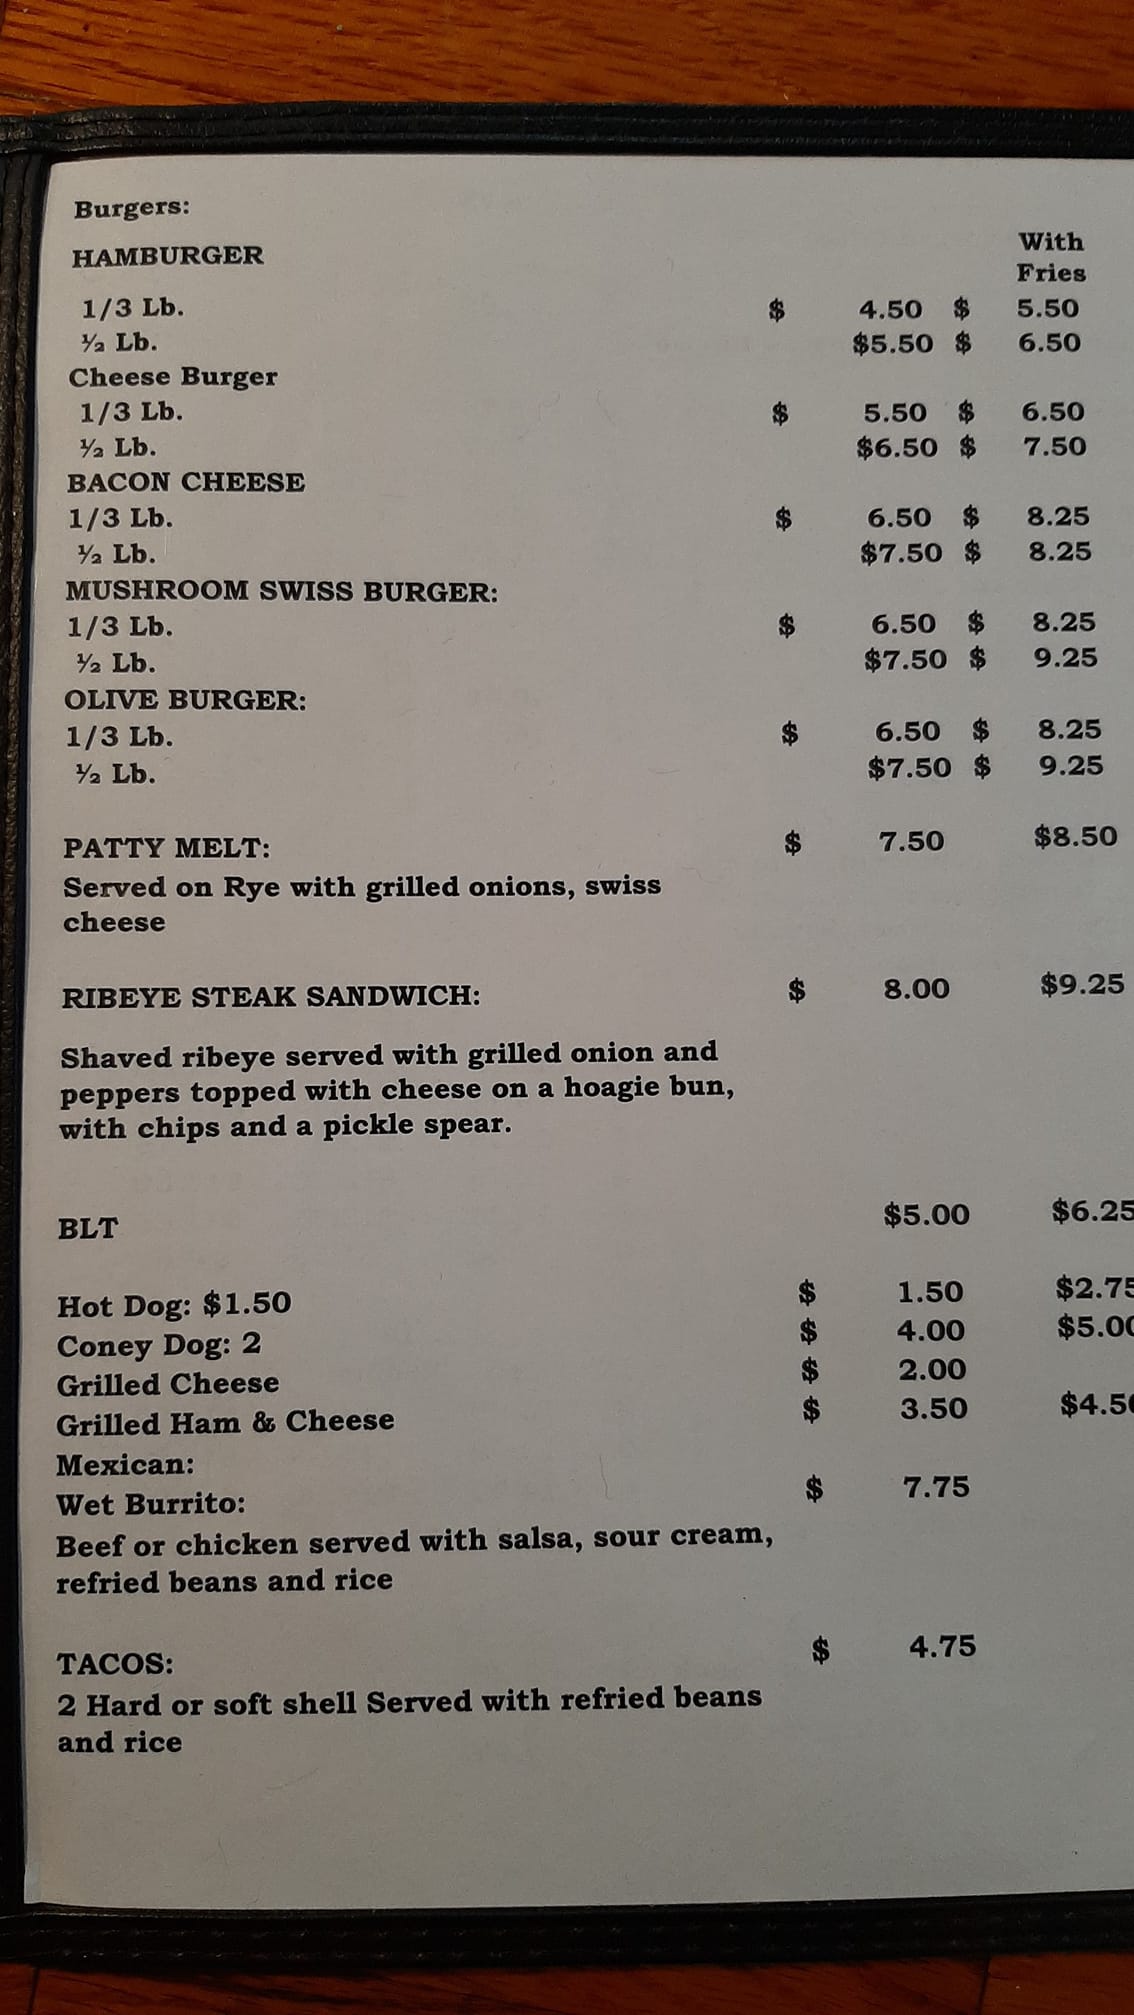 Burgers:
HAMBURGER With
Fries
1/3 Lb. $ 4.50 $ 5.50
½ Lb. $5.50 $ 6.50
Cheese Burger
1/3 Lb. $ 5.50 $ 6.50
½ Lb. $6.50 $ 7.50
BACON CHEESE
1/3 Lb. $ 6.50 $ 8.25
½ Lb. $7.50 $ 8.25
MUSHROOM SWISS BURGER:
1/3 Lb. $ 6.50 $ 8.25
½ Lb. $7.50 $ 9.25
OLIVE BURGER:
1/3 Lb. $ 6.50 $ 8.25
½ Lb. $7.50 $ 9.25
PATTY MELT: $ 7.50 $8.50
Served on Rye with grilled onions, swiss
cheese
RIBEYE STEAK SANDWICH: $ 8.00 $9.25
Shaved ribeye served with grilled onion and
peppers topped with cheese on a hoagie bun,
with chips and a pickle spear.
BLT $5.00 $6.25
Hot Dog: $1.50 $ 1.50 $2.75
Coney Dog: 2 $ 4.00 $5.00
Grilled Cheese $ 2.00
Grilled Ham & Cheese $ 3.50 $4.50
Mexican:
Wet Burrito: $ 7.75
Beef or chicken served with salsa, sour cream,
refried beans and rice
TACOS: $ 4.75
2 Hard or soft shell Served with refried beans
and rice